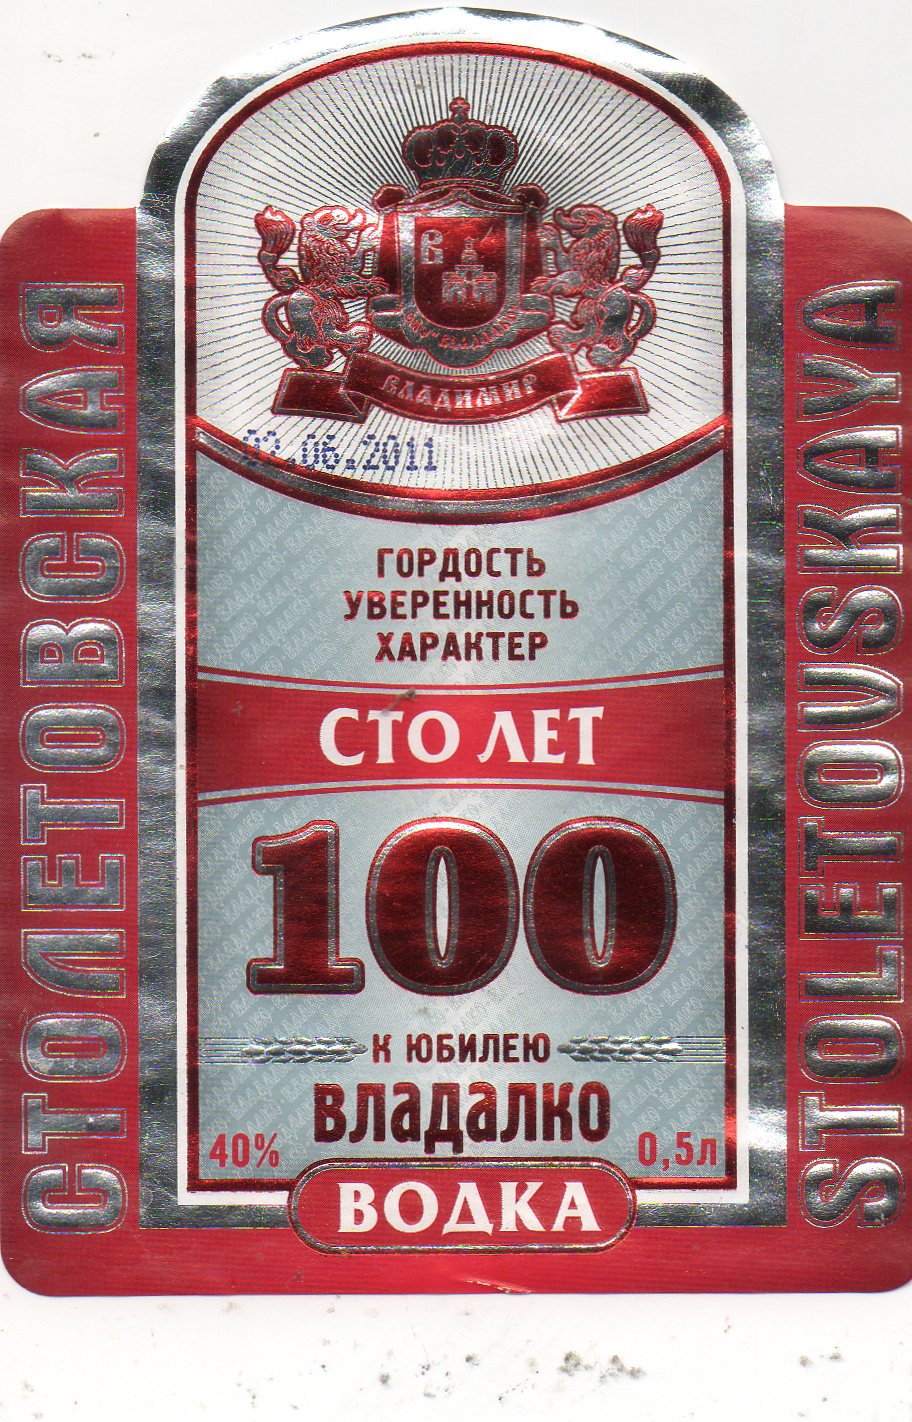 В
ВЛАДИМИР
.06.2011
ГОРДОСТЬ
УВЕРЕННОСТЬ
ХАРАКТЕР
СТО ЛЕТ
100
К ЮБИЛЕЮ
ВЛАДАЛКО
40% 0,5л
ВОДКА
СТОЛЕТОВСКАЯ
STOLETOVSKAYA